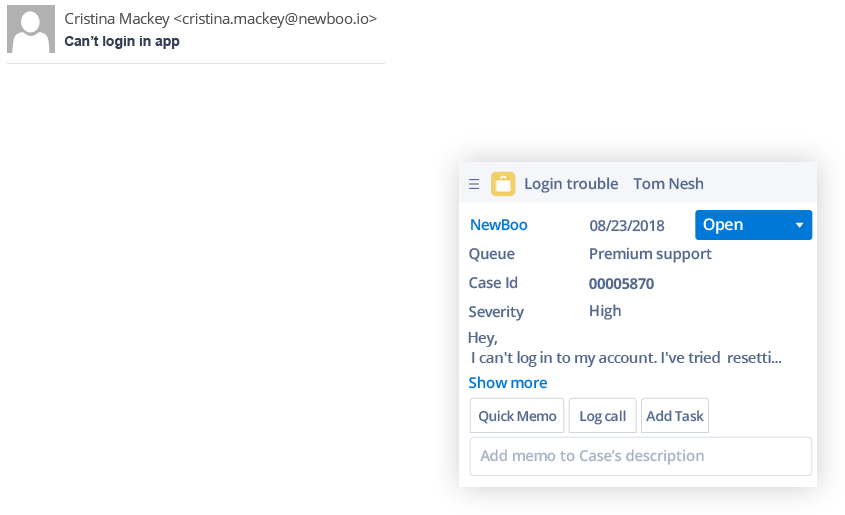 Cristina Mackey <cristina.mackey@newboo.io>
Can't login in app
Login trouble Tom Nesh
NewBoo 08/23/2018 Open
Queue Premium support
Case Id 00005870
Severity High
Hey,
I can't log in to my account. I've tried resetti...
Show more
Quick Memo Log call Add Task
Add memo to Case's description